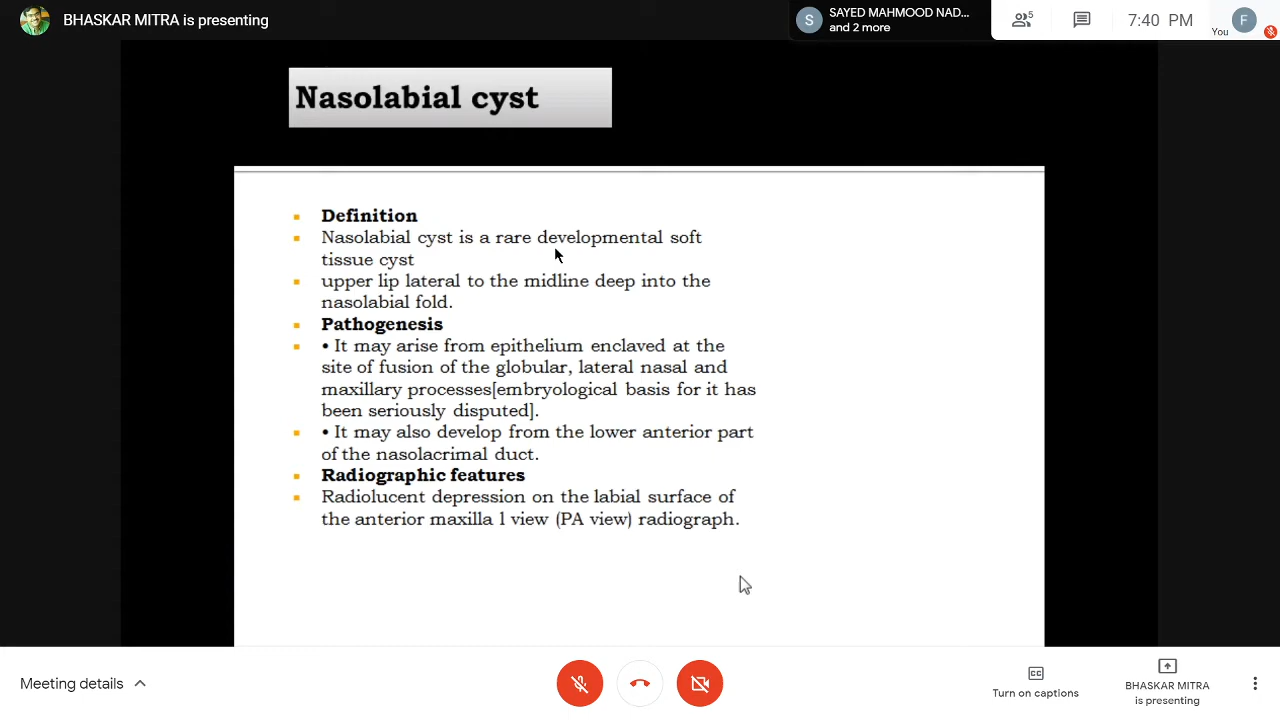 BHASKAR MITRA is presenting
S
SAYED MAHMOOD NAD...
and 2 more
5
7:40 PM
You
F
Nasolabial cyst
Definition
Nasolabial cyst is a rare developmental soft
tissue cyst
upper lip lateral to the midline deep into the
nasolabial fold.
Pathogenesis
• It may arise from epithelium enclaved at the
site of fusion of the globular, lateral nasal and
maxillary processes[embryological basis for it has
been seriously disputed].
• It may also develop from the lower anterior part
of the nasolacrimal duct.
Radiographic features
Radiolucent depression on the labial surface of
the anterior maxilla l view (PA view) radiograph.
Meeting details
CC
Turn on captions
BHASKAR MITRA
is presenting